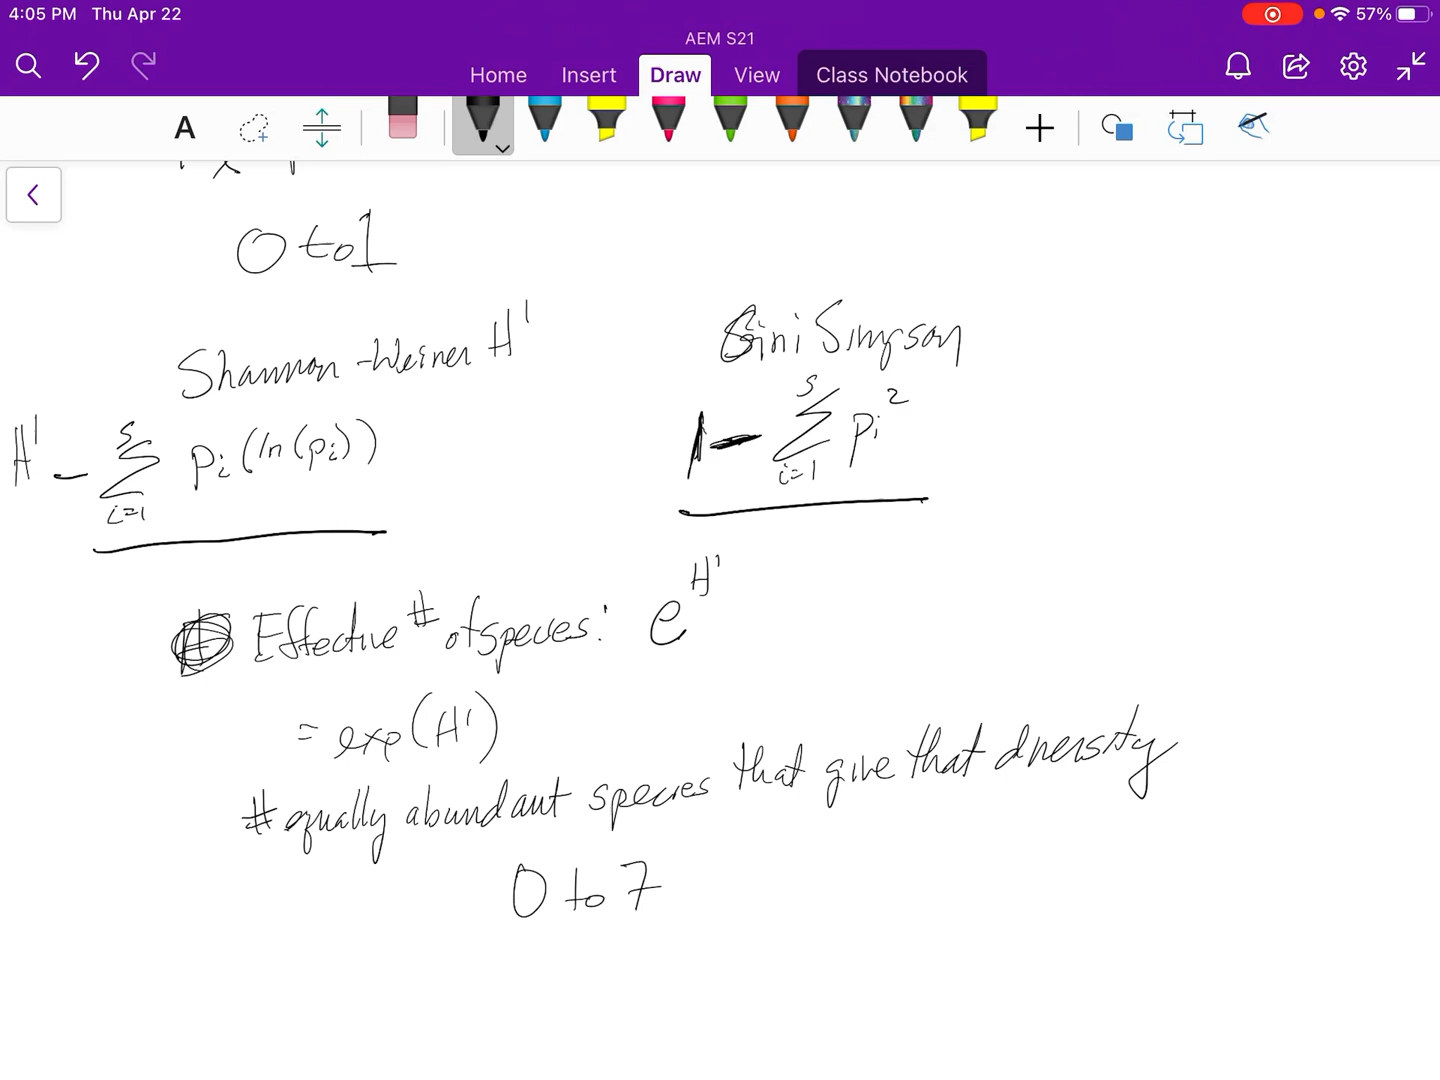 4:05 PM Thu Apr 22 57%
AEM S21
Home Insert Draw View Class Notebook
A
0 to 1
Shannon-Weiner H'
Gini Simpson
H' - S Σ i=1 pi (ln(pi))
1 - S Σ i=1 pi 2
Effective # of species: e H'
= exp(H')
# equally abundant species that give that diversity
0 to 7